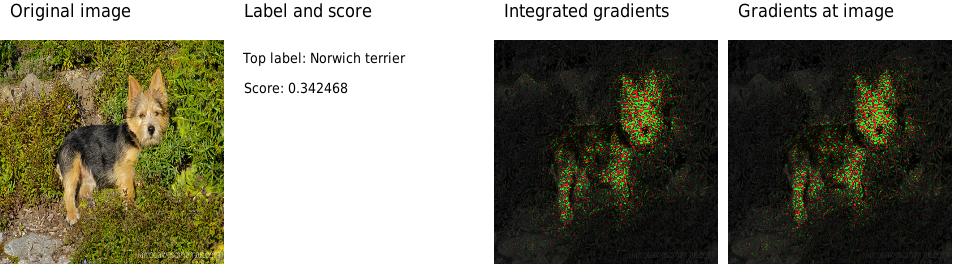 Original image
Label and score
Integrated gradients
Gradients at image
Top label: Norwich terrier
Score: 0.342468